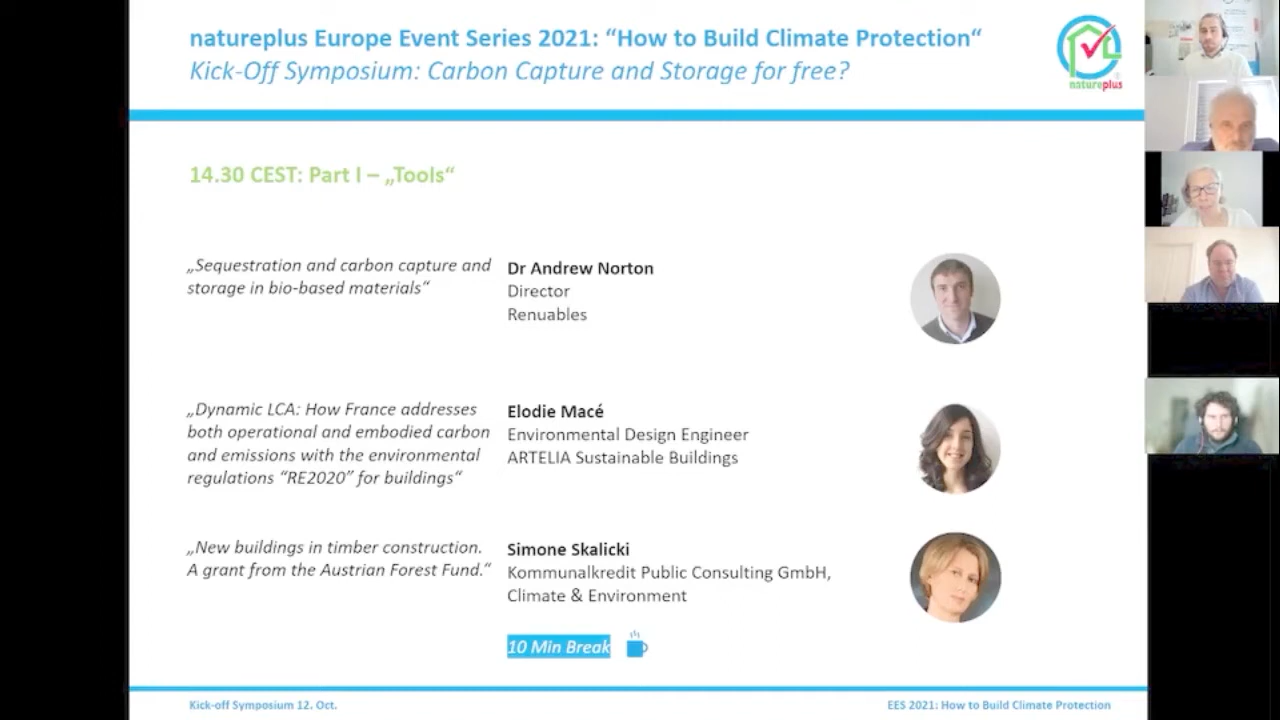 natureplus Europe Event Series 2021: “How to Build Climate Protection“
Kick-Off Symposium: Carbon Capture and Storage for free?
natureplus
14.30 CEST: Part I – „Tools“
„Sequestration and carbon capture and
storage in bio-based materials“
Dr Andrew Norton
Director
Renuables
„Dynamic LCA: How France addresses
both operational and embodied carbon
and emissions with the environmental
regulations “RE2020” for buildings“
Elodie Macé
Environmental Design Engineer
ARTELIA Sustainable Buildings
„New buildings in timber construction.
A grant from the Austrian Forest Fund.“
Simone Skalicki
Kommunalkredit Public Consulting GmbH,
Climate & Environment
10 Min Break
Kick-off Symposium 12. Oct.
EES 2021: How to Build Climate Protection